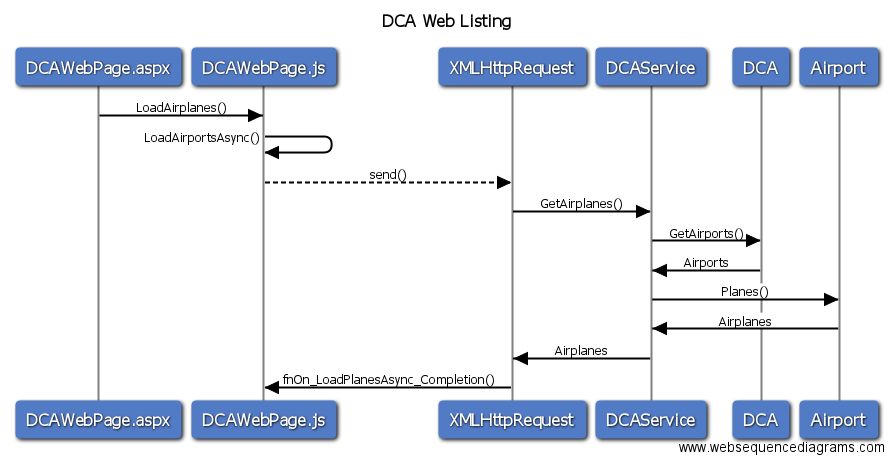 DCA Web Listing
DCAWebPage.aspx DCAWebPage.js XMLHttpRequest DCAService DCA Airport
LoadAirplanes()
LoadAirportsAsync()
send()
GetAirplanes()
GetAirports()
Airports
Planes()
Airplanes
Airplanes
fnOn_LoadPlanesAsync_Completion()
DCAWebPage.aspx DCAWebPage.js XMLHttpRequest DCAService DCA Airport
www.websequencediagrams.com